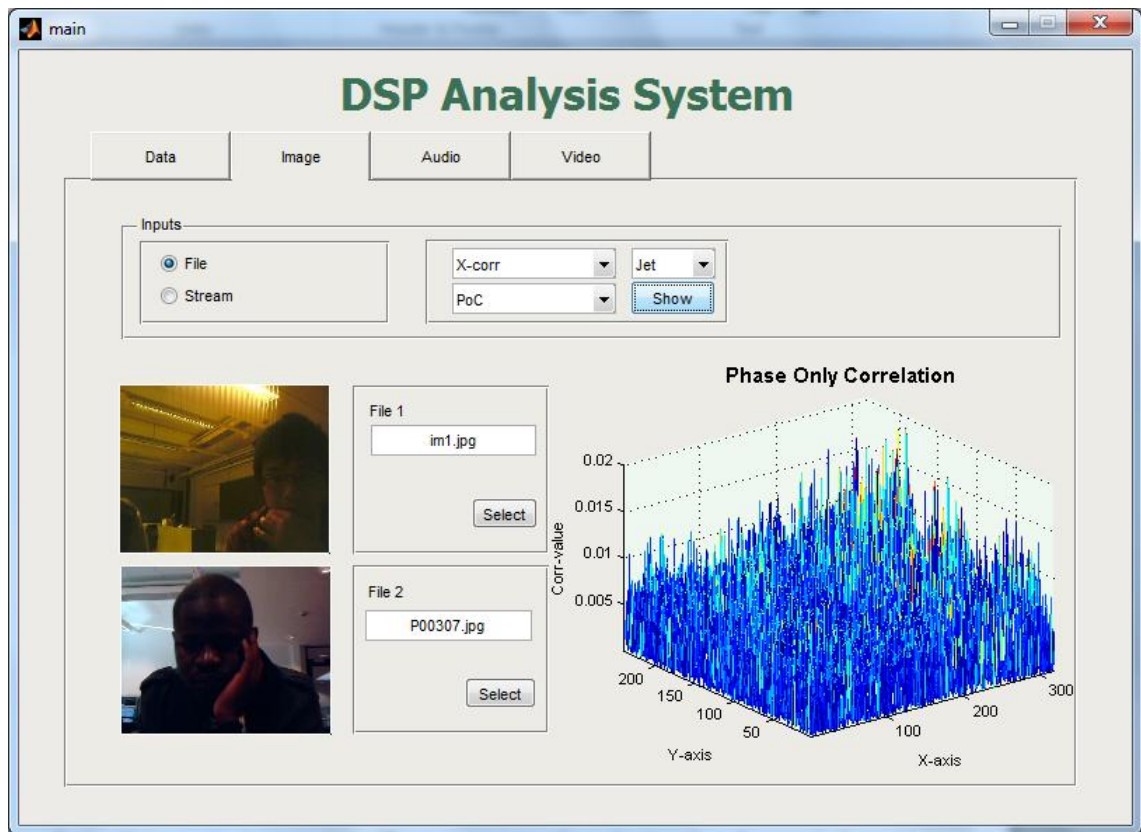 main
DSP Analysis System
Data Image Audio Video
Inputs
File
Stream
X-corr Jet
PoC Show
File 1
im1.jpg
Select
File 2
P00307.jpg
Select
Phase Only Correlation
0.02
0.015
0.01
0.005
Corr-value
200
150
100
50
Y-axis
100
200
300
X-axis